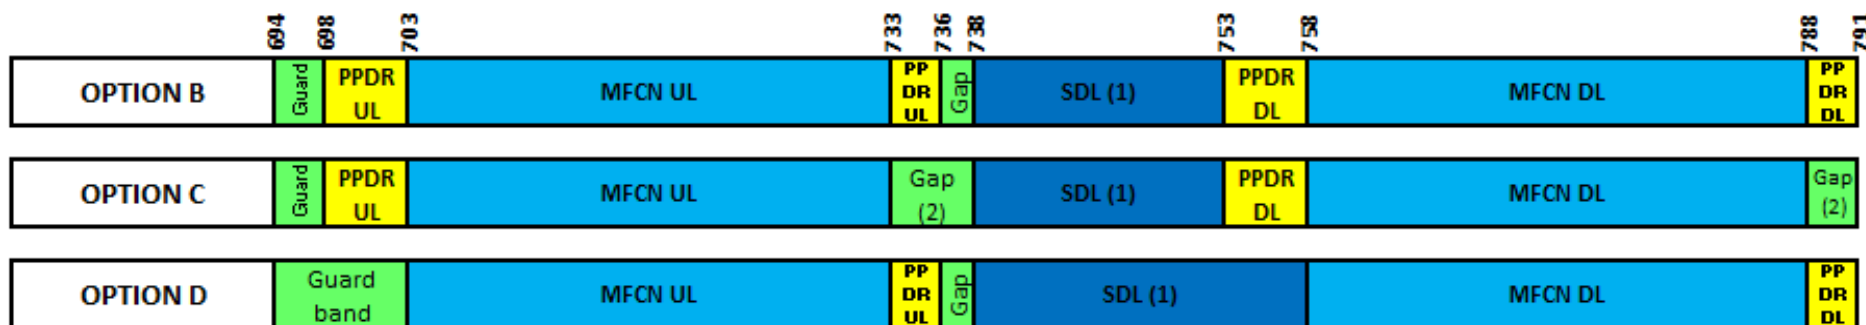 694 698 703 733 736 738 753 758 788 791
OPTION B Guard PPDR UL MFCN UL PP DR UL Gap SDL (1) PPDR DL MFCN DL PP DR DL
OPTION C Guard PPDR UL MFCN UL Gap (2) SDL (1) PPDR DL MFCN DL Gap (2)
OPTION D Guard band MFCN UL PP DR UL Gap SDL (1) MFCN DL PP DR DL